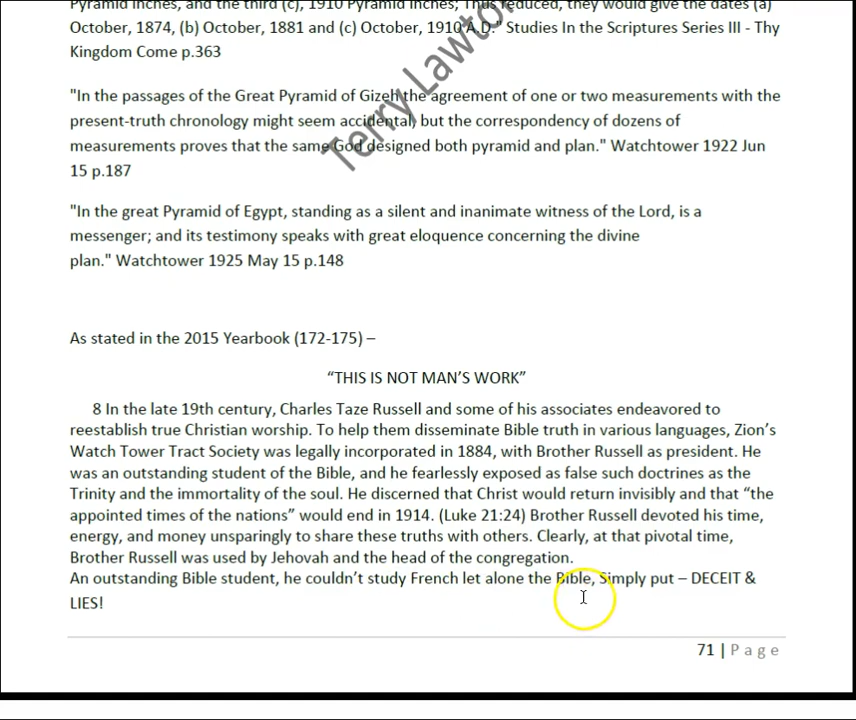 Pyramid inches, and the third (c), 1910 Pyramid inches; Thus reduced, they would give the dates (a)
October, 1874, (b) October, 1881 and (c) October, 1910 A.D." Studies In the Scriptures Series III - Thy
Kingdom Come p.363
"In the passages of the Great Pyramid of Gizeh the agreement of one or two measurements with the
present-truth chronology might seem accidental, but the correspondency of dozens of
measurements proves that the same God designed both pyramid and plan." Watchtower 1922 Jun
15 p.187
"In the great Pyramid of Egypt, standing as a silent and inanimate witness of the Lord, is a
messenger; and its testimony speaks with great eloquence concerning the divine
plan." Watchtower 1925 May 15 p.148
Terry Lawton
As stated in the 2015 Yearbook (172-175) –
“THIS IS NOT MAN’S WORK”
8 In the late 19th century, Charles Taze Russell and some of his associates endeavored to
reestablish true Christian worship. To help them disseminate Bible truth in various languages, Zion’s
Watch Tower Tract Society was legally incorporated in 1884, with Brother Russell as president. He
was an outstanding student of the Bible, and he fearlessly exposed as false such doctrines as the
Trinity and the immortality of the soul. He discerned that Christ would return invisibly and that “the
appointed times of the nations” would end in 1914. (Luke 21:24) Brother Russell devoted his time,
energy, and money unsparingly to share these truths with others. Clearly, at that pivotal time,
Brother Russell was used by Jehovah and the head of the congregation.
An outstanding Bible student, he couldn’t study French let alone the Bible, Simply put – DECEIT &
LIES!
71 | P a g e